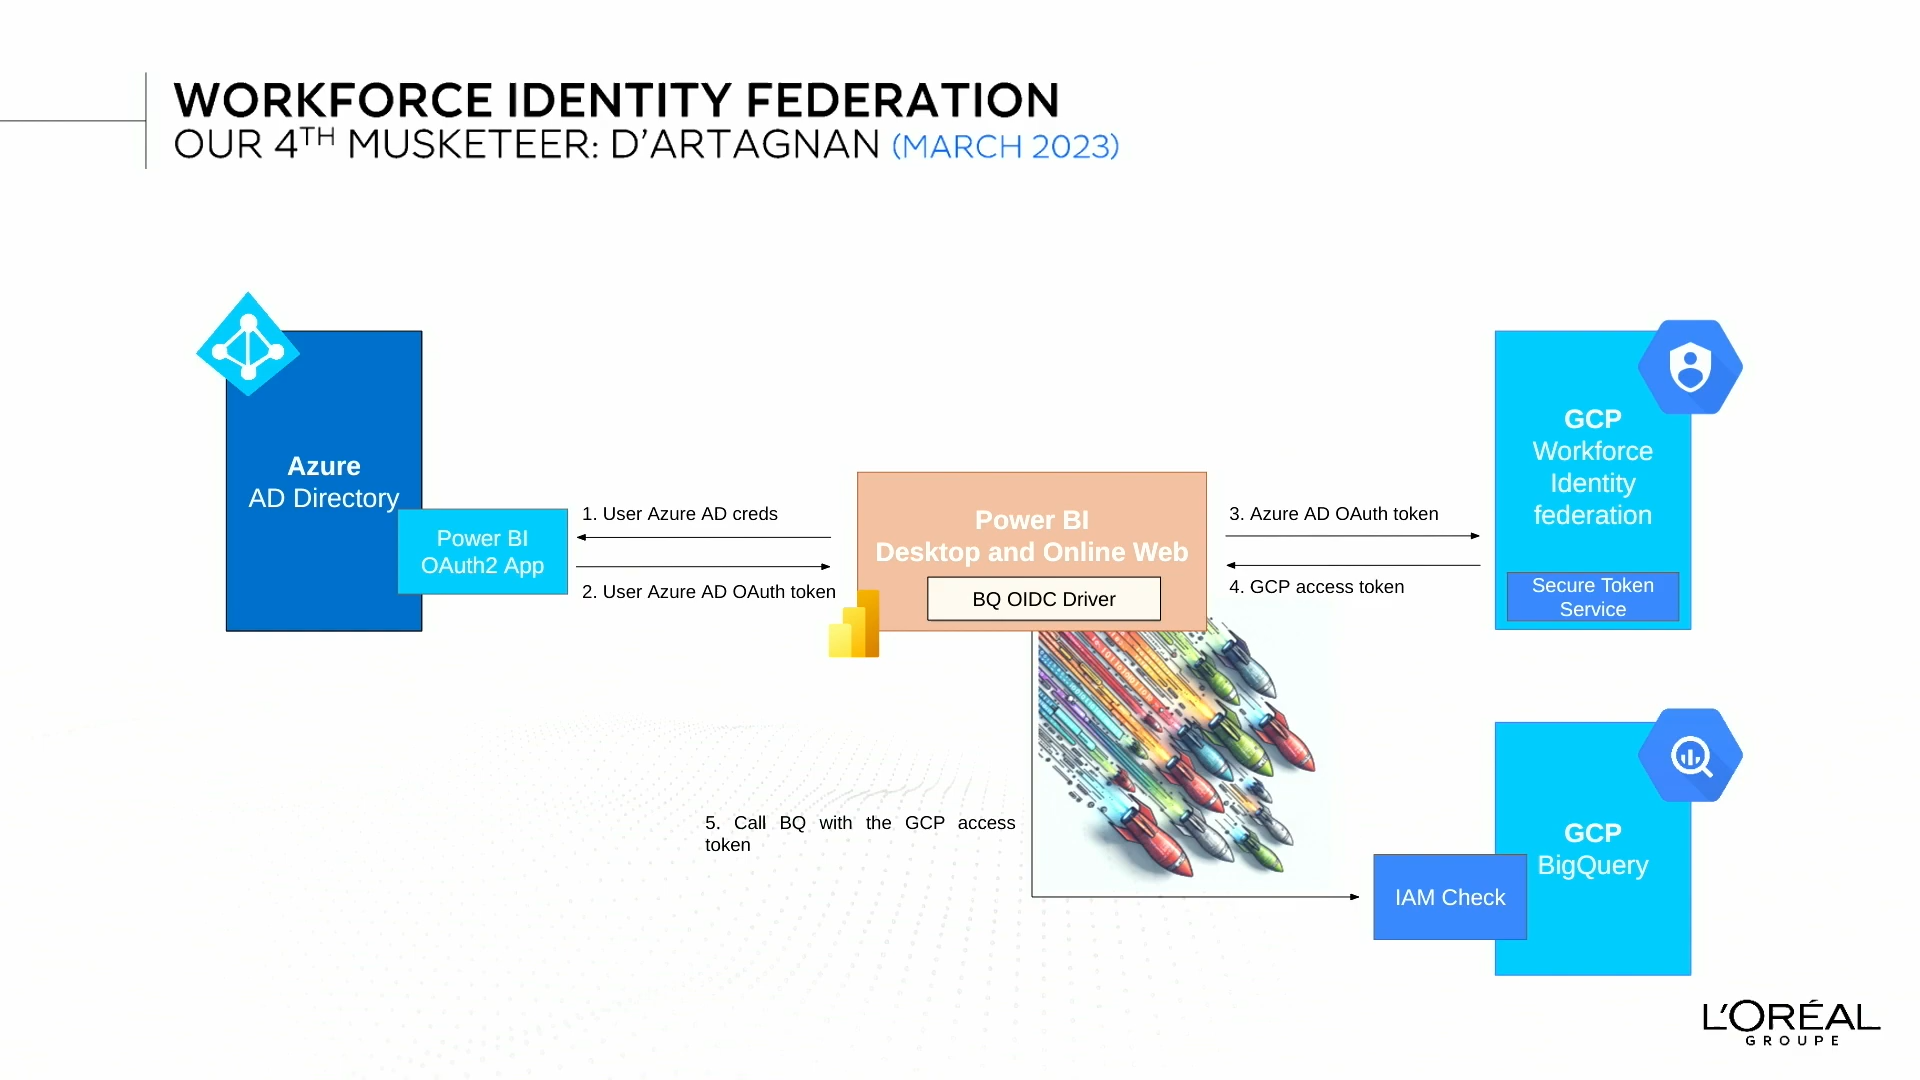 WORKFORCE IDENTITY FEDERATION
OUR 4TH MUSKETEER: D'ARTAGNAN (MARCH 2023)
Azure
AD Directory
Power BI
OAuth2 App
1. User Azure AD creds
2. User Azure AD OAuth token
Power BI
Desktop and Online Web
BQ OIDC Driver
3. Azure AD OAuth token
4. GCP access token
GCP
Workforce
Identity
federation
Secure Token
Service
5. Call BQ with the GCP access
token
IAM Check
GCP
BigQuery
L'ORÉAL
GROUPE